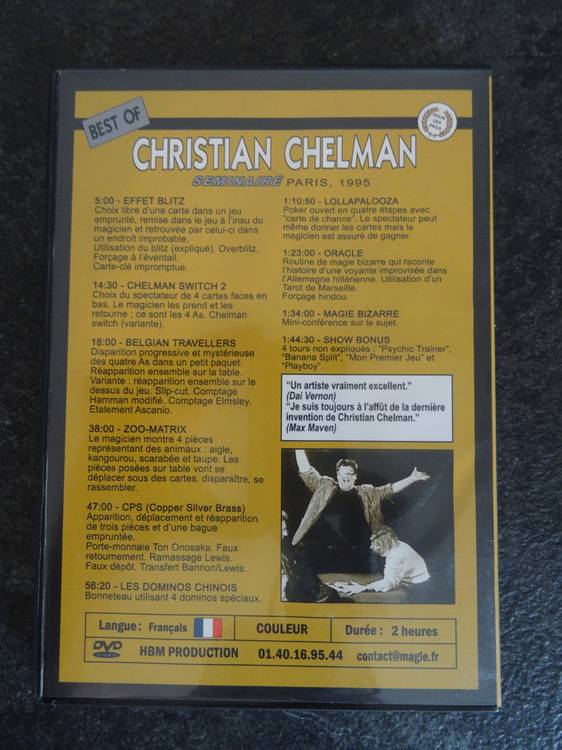 BEST OF
POUR LES PROS
CHRISTIAN CHELMAN
SEMINAIRE PARIS, 1995
5:00 - EFFET BLITZ
Choix libre d'une carte dans un jeu
emprunté, remise dans le jeu à l'insu du
magicien et retrouvée par celui-ci dans
un endroit improbable.
Utilisation du blitz (expliqué). Overblitz.
Forçage à l'éventail.
Carte-clé impromptue.
14:30 - CHELMAN SWITCH 2
Choix du spectateur de 4 cartes faces en
bas. Le magicien les prend et les
retourne : ce sont les 4 As. Chelman
switch (variante).
18:00 - BELGIAN TRAVELLERS
Disparition progressive et mystérieuse
des quatre As dans un petit paquet.
Réapparition ensemble sur la table.
Variante : réapparition ensemble sur le
dessus du jeu. Slip-cut. Comptage
Hamman modifié. Comptage Elmsley.
Etalement Ascanio.
38:00 - ZOO-MATRIX
Le magicien montre 4 pièces
représentant des animaux : aigle,
kangourou, scarabée et taupe. Les
pièces posées sur table vont se
déplacer sous des cartes, disparaître, se
rassembler.
47:00 - CPS (Copper Silver Brass)
Apparition, déplacement et réapparition
de trois pièces et d'une bague
empruntée.
Porte-monnaie Ton Onosaka. Faux
retournement. Ramassage Lewis.
Faux dépôt. Transfert Bannon/Lewis.
56:20 - LES DOMINOS CHINOIS
Bonneteau utilisant 4 dominos spéciaux.
1:10:50 - LOLLAPALOOZA
Poker ouvert en quatre étapes avec
"carte de chance". Le spectateur peut
même donner les cartes mais le
magicien est assuré de gagner.
1:23:00 - ORACLE
Routine de magie bizarre qui raconte
l'histoire d'une voyante improvisée dans
l'Allemagne hitlérienne. Utilisation d'un
Tarot de Marseille.
Forçage hindou.
1:34:00 - MAGIE BIZARRE
Mini-conférence sur le sujet.
1:44:30 - SHOW BONUS
4 tours non expliqués : "Psychic Trainer",
"Banana Split", "Mon Premier Jeu" et
"Playboy".
"Un artiste vraiment excellent."
(Dai Vernon)
"Je suis toujours à l'affût de la dernière
invention de Christian Chelman."
(Max Maven)
Langue: Français
COULEUR
Durée : 2 heures
DVD
HBM PRODUCTION
01.40.16.95.44
contact@magle.fr